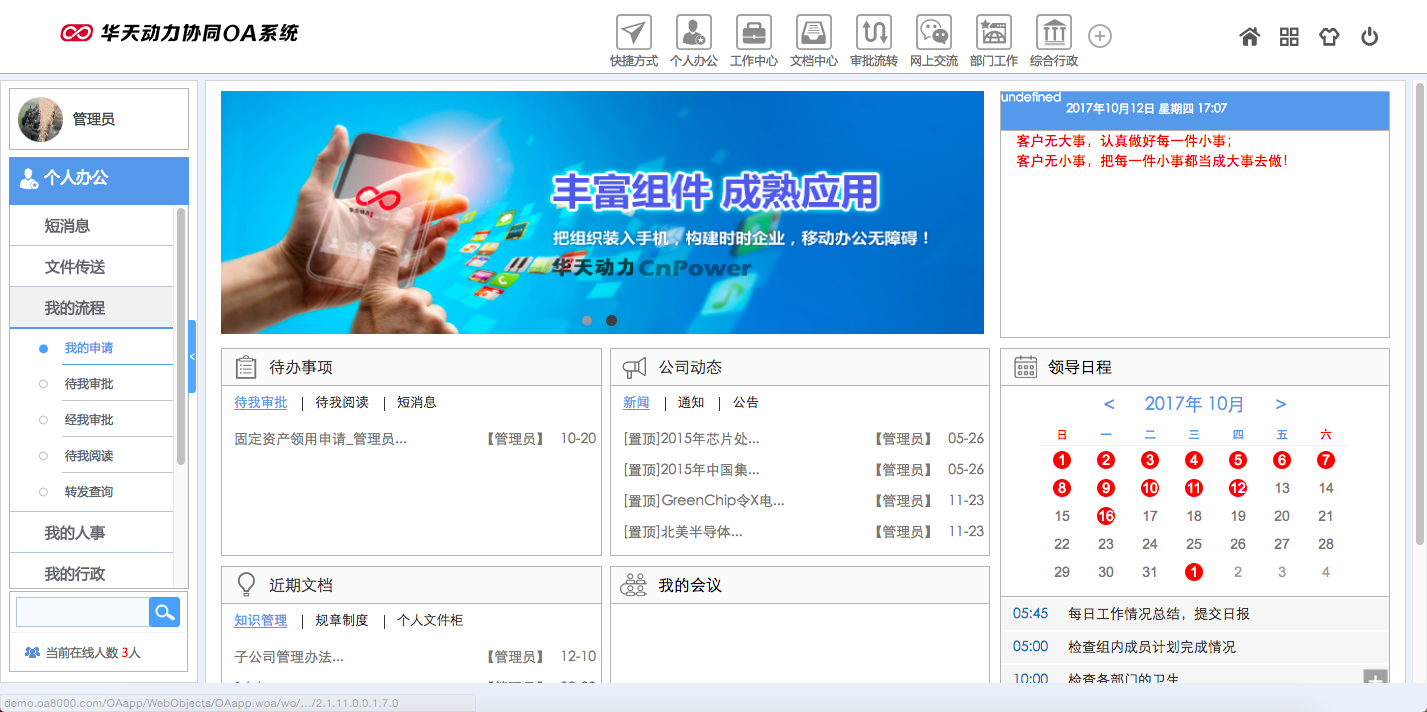 华天动力协同OA系统
快捷方式 个人办公 工作中心 文档中心 审批流转 网上交流 部门工作 综合行政
管理员
个人办公
短消息
文件传送
我的流程
我的申请
待我审批
经我审批
待我阅读
转发查询
我的人事
我的行政
当前在线人数 3人
华天动力
丰富组件 成熟应用
把组织装入手机，构建时时企业，移动办公无障碍！
华天动力CnPower
undefined
2017年10月12日 星期四 17:07
客户无大事，认真做好每一件小事；
客户无小事，把每一件小事都当成大事去做！
待办事项
待我审批 | 待我阅读 | 短消息
固定资产领用申请_管理员... 【管理员】 10-20
公司动态
新闻 | 通知 | 公告
[置顶]2015年芯片处... 【管理员】 05-26
[置顶]2015年中国集... 【管理员】 05-26
[置顶]GreenChip令X电... 【管理员】 11-23
[置顶]北美半导体... 【管理员】 11-23
领导日程
< 2017年 10月 >
日 一 二 三 四 五 六
1 2 3 4 5 6 7
8 9 10 11 12 13 14
15 16 17 18 19 20 21
22 23 24 25 26 27 28
29 30 31 1 2 3 4
05:45 每日工作情况总结，提交日报
05:00 检查组内成员计划完成情况
10:00 检查各部门的卫生
近期文档
知识管理 | 规章制度 | 个人文件柜
子公司管理办法... 【管理员】 12-10
我的会议
demo.oa8000.com/OAapp/WebObjects/OAapp.woa/wo/.../2.1.11.0.0.1.7.0